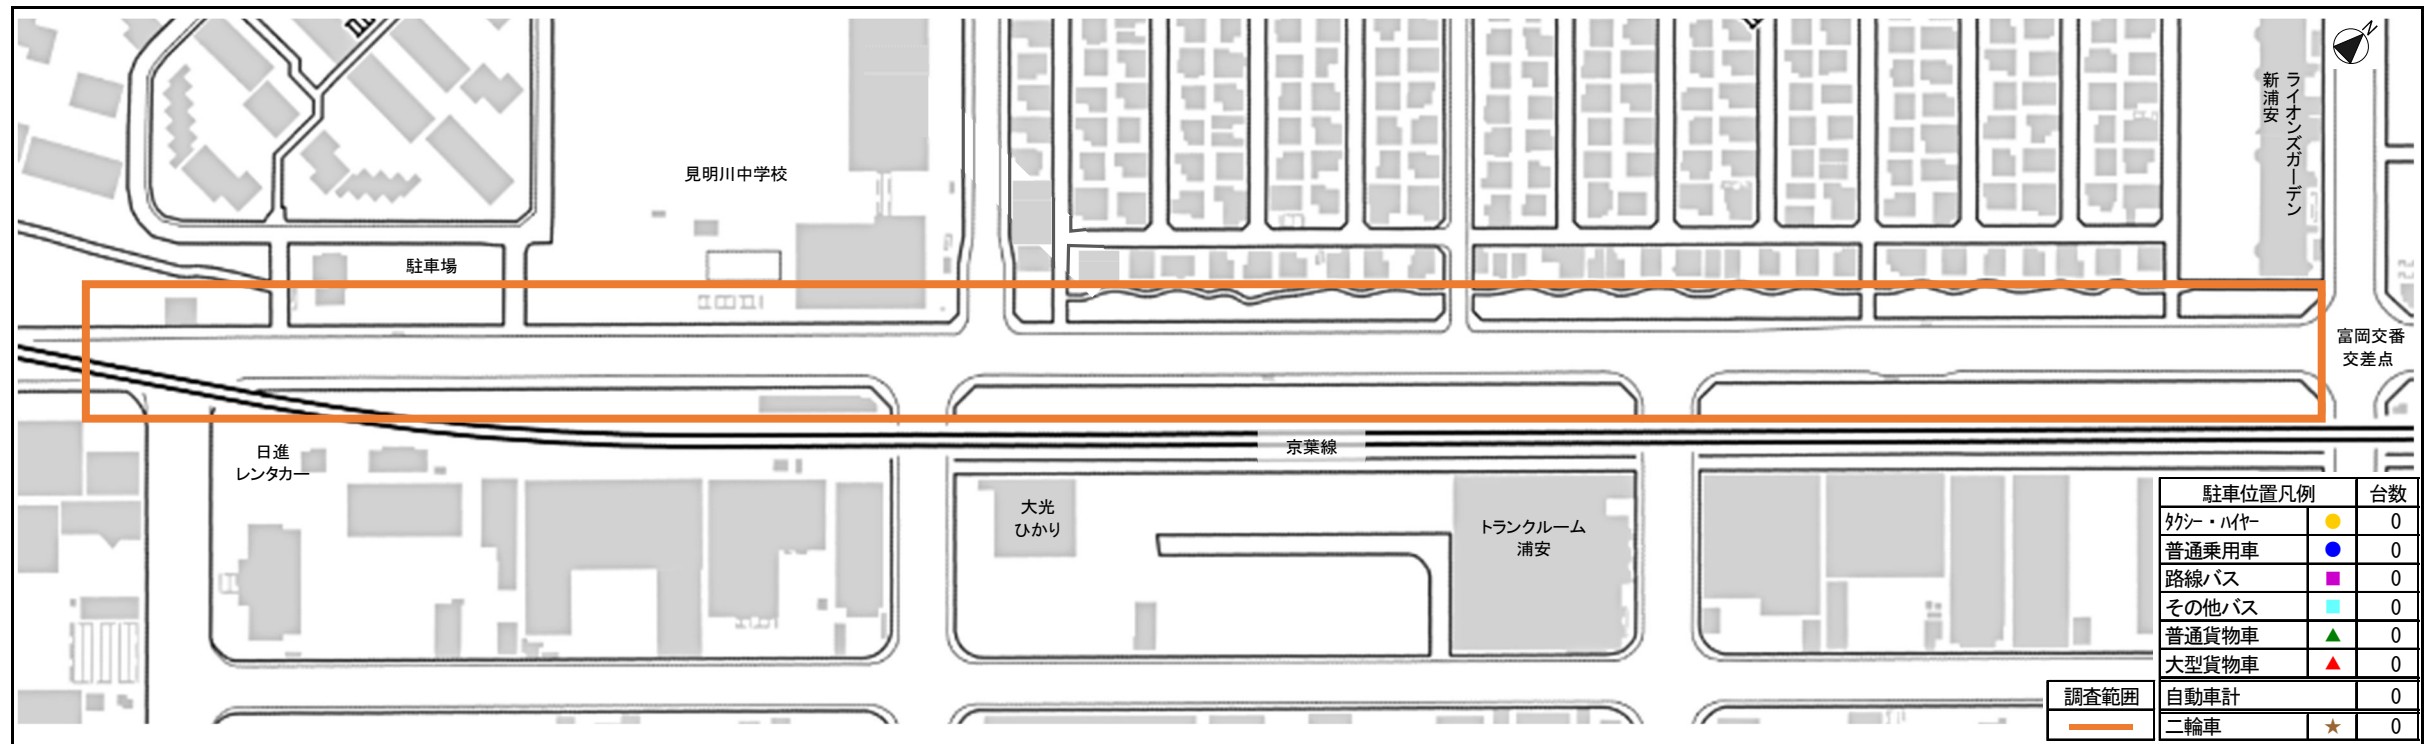 N
ライオンズガーデン
新浦安
見明川中学校
駐車場
富岡交番
交差点
京葉線
日進
レンタカー
大光
ひかり
トランクルーム
浦安
駐車位置凡例 台数
ﾀｸｼｰ・ﾊｲﾔｰ ● 0
普通乗用車 ● 0
路線バス ■ 0
その他バス ■ 0
普通貨物車 ▲ 0
大型貨物車 ▲ 0
調査範囲 自動車計 0
二輪車 ★ 0